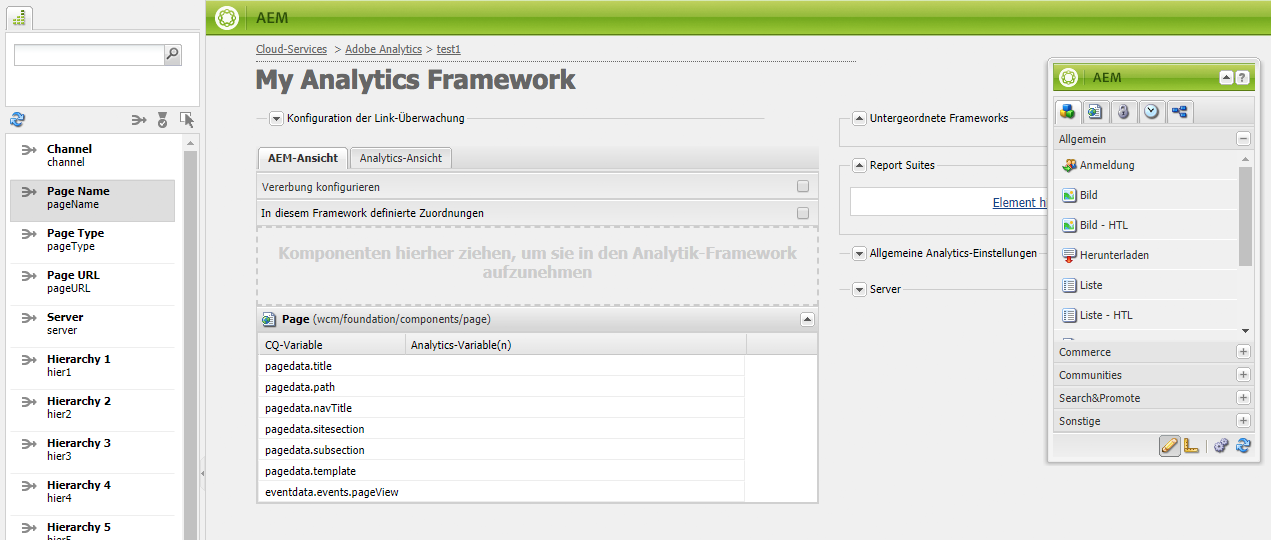 AEM
Cloud-Services > Adobe Analytics > test1
My Analytics Framework
Konfiguration der Link-Überwachung
AEM-Ansicht
Analytics-Ansicht
Vererbung konfigurieren
In diesem Framework definierte Zuordnungen
Komponenten hierher ziehen, um sie in den Analytik-Framework
aufzunehmen
Page (wcm/foundation/components/page)
CQ-Variable
Analytics-Variable(n)
pagedata.title
pagedata.path
pagedata.navTitle
pagedata.sitesection
pagedata.subsection
pagedata.template
eventdata.events.pageView
Channel
channel
Page Name
pageName
Page Type
pageType
Page URL
pageURL
Server
server
Hierarchy 1
hier1
Hierarchy 2
hier2
Hierarchy 3
hier3
Hierarchy 4
hier4
Hierarchy 5
Untergeordnete Frameworks
Report Suites
Element hi
Allgemeine Analytics-Einstellungen
Server
AEM
?
Allgemein
Anmeldung
Bild
Bild - HTL
Herunterladen
Liste
Liste - HTL
Commerce
Communities
Search&Promote
Sonstige